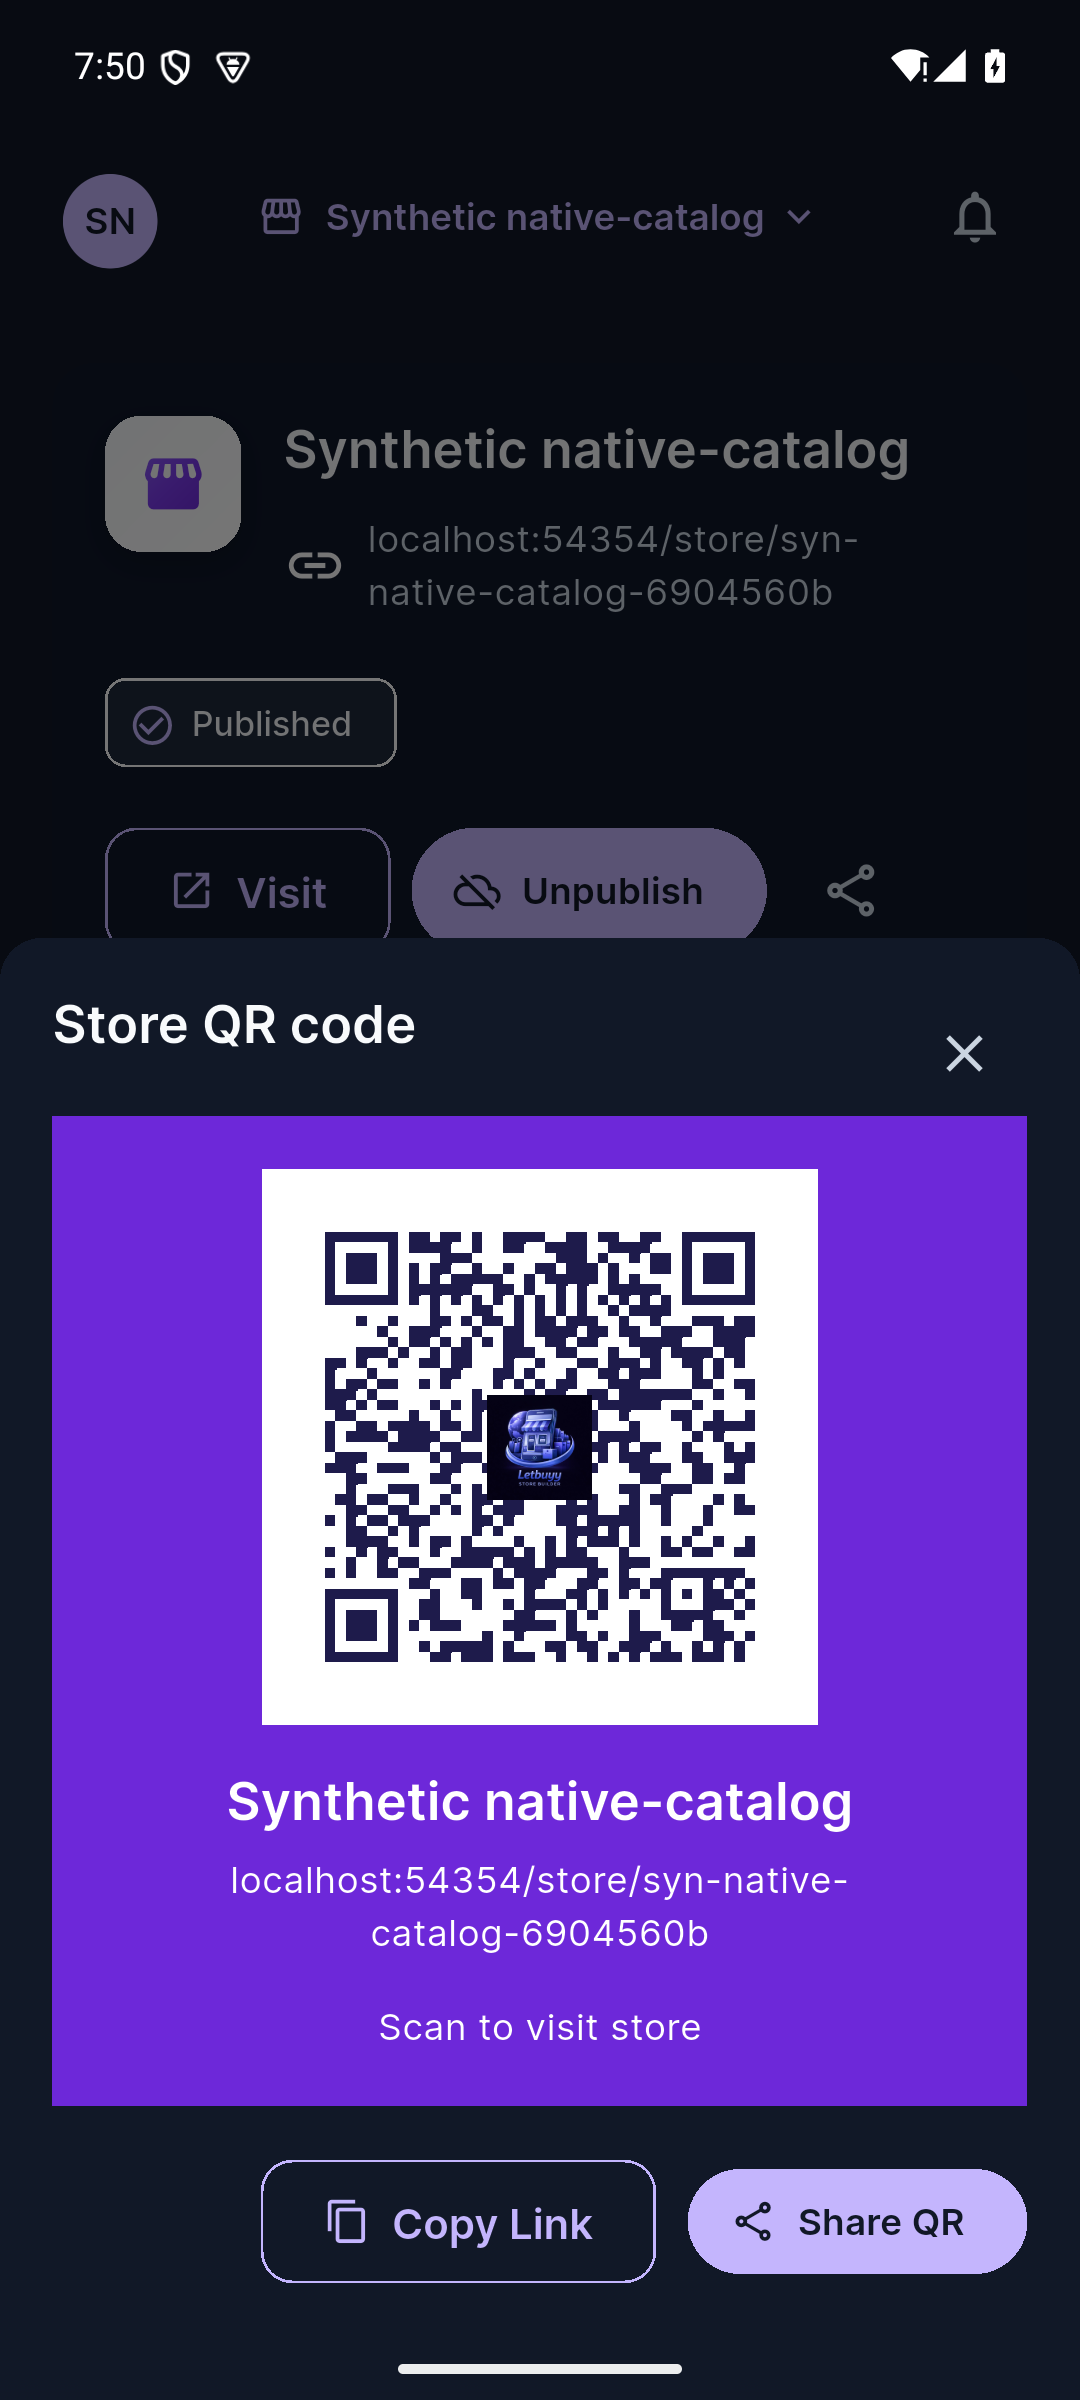 7:50
SN
Synthetic native-catalog
Synthetic native-catalog
localhost:54354/store/syn-
native-catalog-6904560b
Published
Visit
Unpublish
Store QR code
Letbuyy
STORE BUILDER
Synthetic native-catalog
localhost:54354/store/syn-native-
catalog-6904560b
Scan to visit store
Copy Link
Share QR